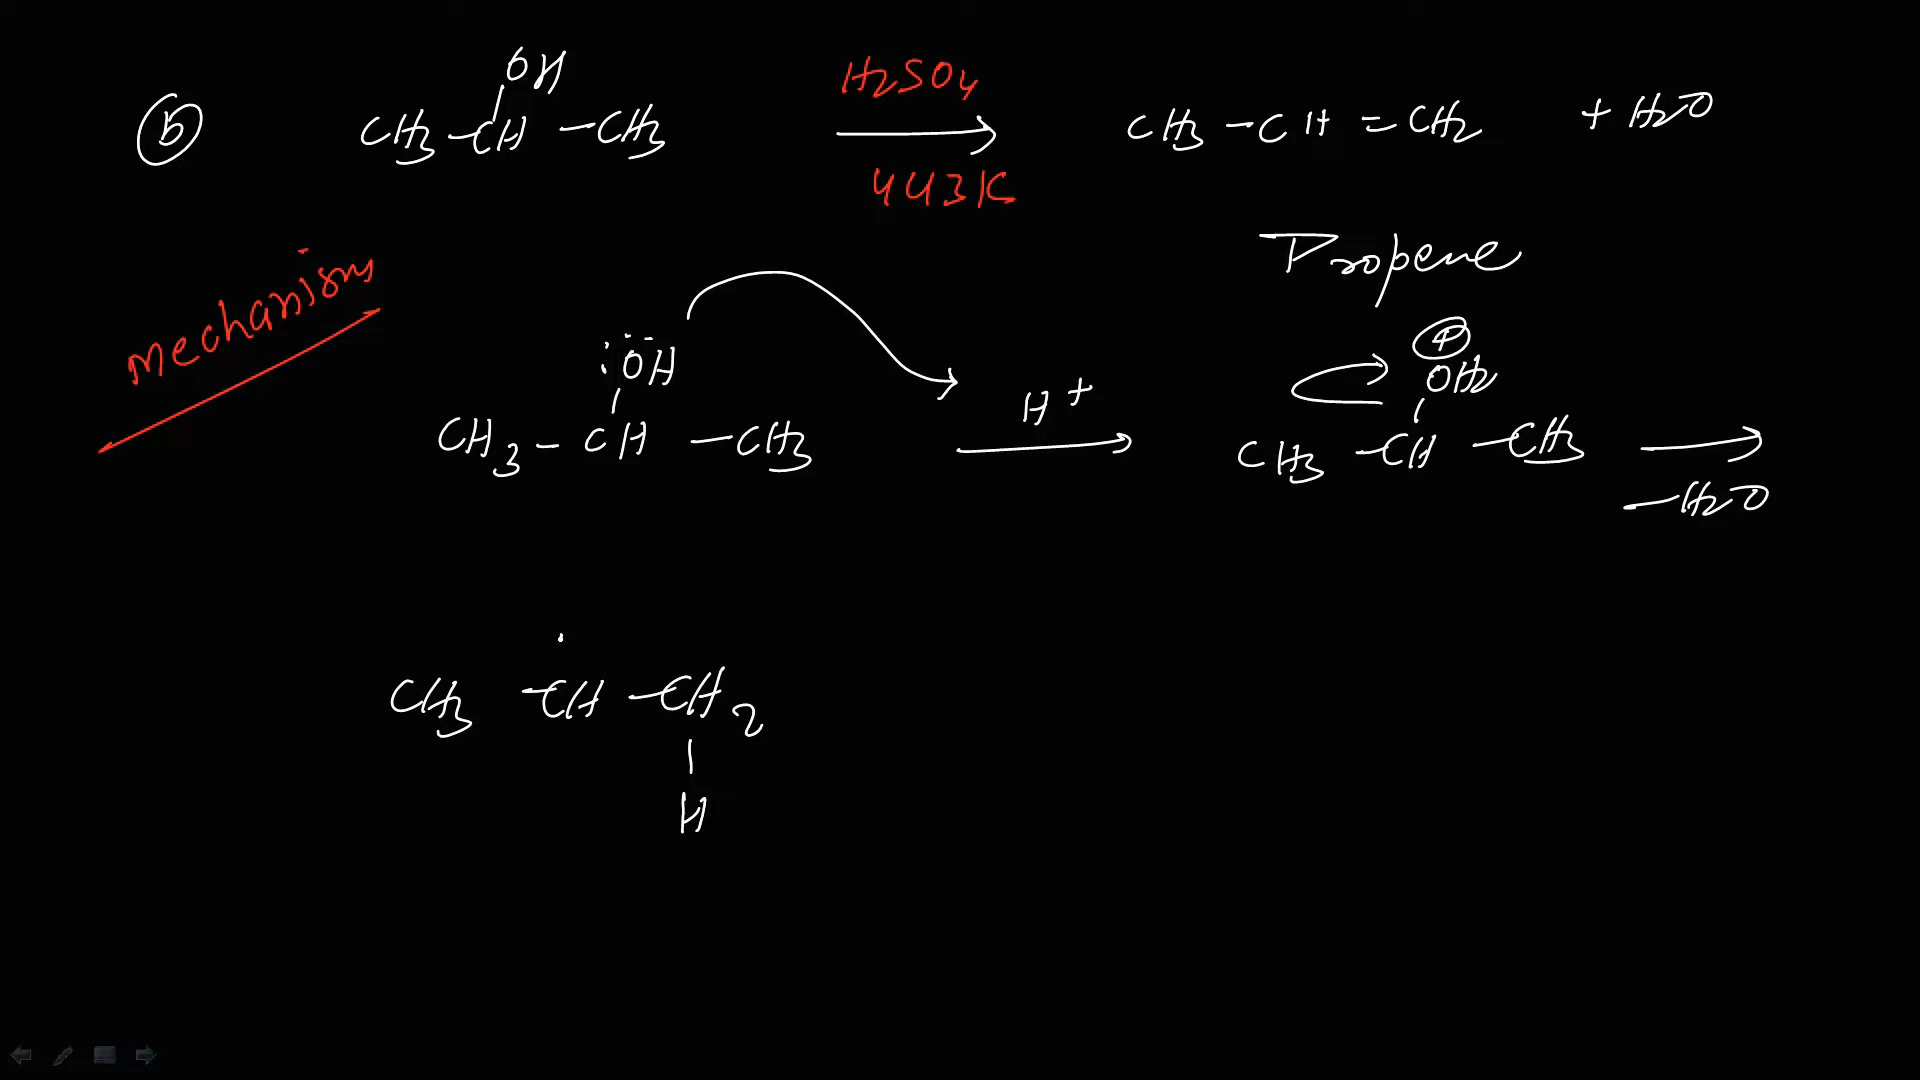 OH
(b) CH3-CH-CH3 H2SO4 443K CH3-CH=CH2 + H2O
Propene
mechanism
:ÖH H+ ⊕ OH2
CH3-CH-CH3 → CH3-CH-CH3 →
-H2O
CH3-CH-CH2
H